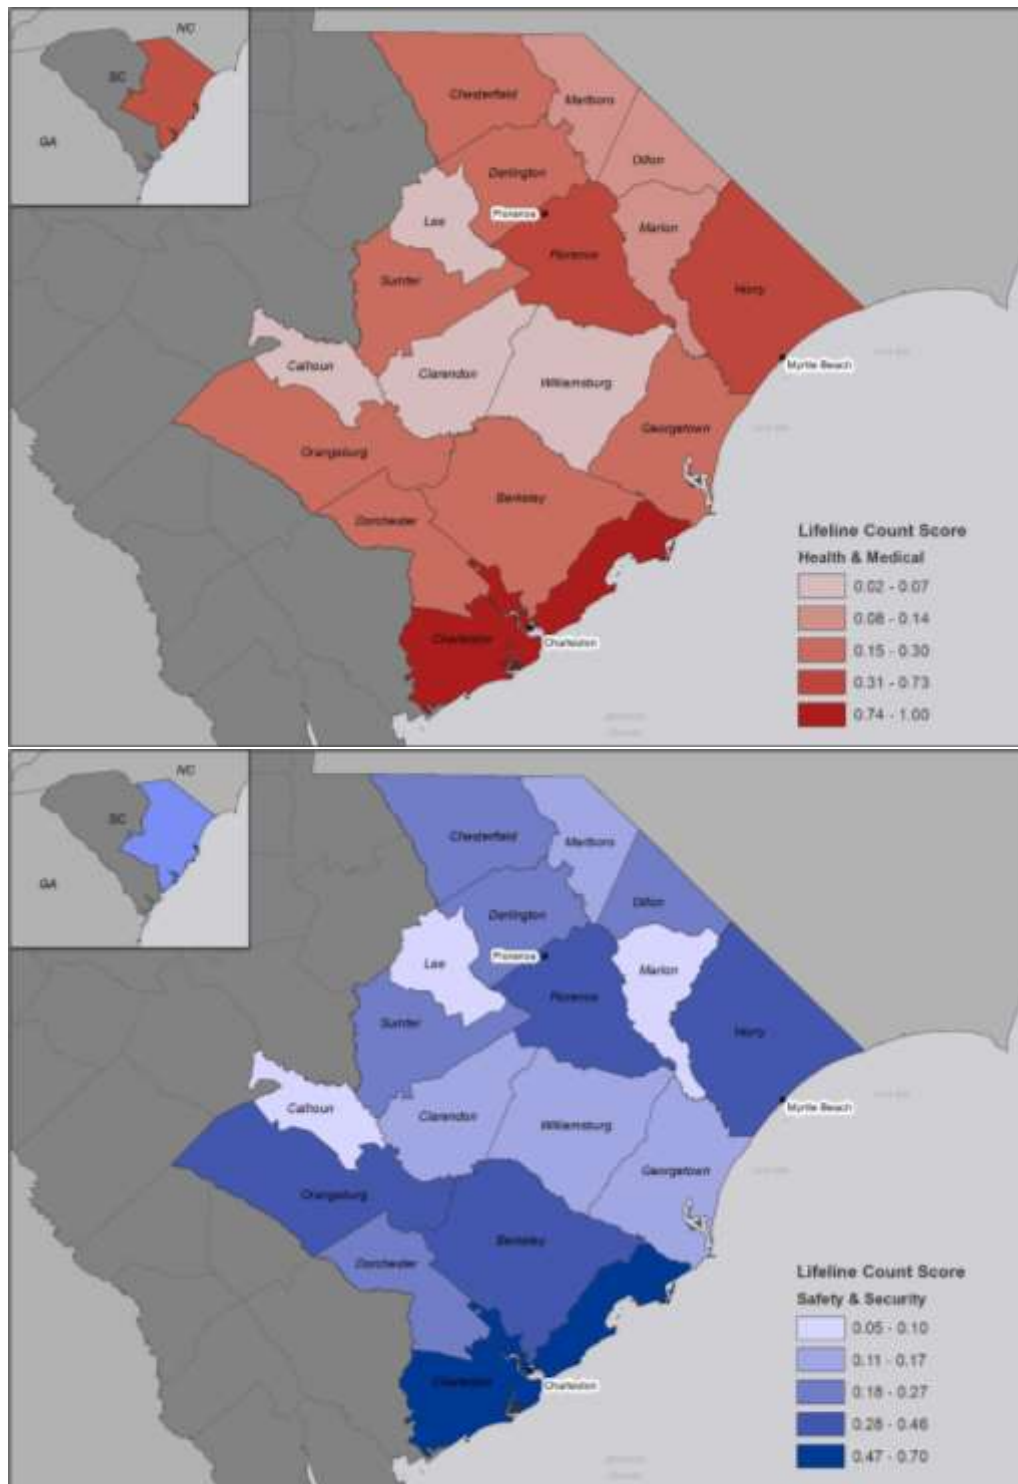 NC
SC
GA
Chesterfield
Marlboro
Dillon
Darlington
Lee
Florence
Marion
Florence
Sumter
Horry
Myrtle Beach
Calhoun
Clarendon
Williamsburg
Georgetown
Orangeburg
Berkeley
Dorchester
Charleston
Charleston
Lifeline Count Score
Health & Medical
0.02 - 0.07
0.08 - 0.14
0.15 - 0.30
0.31 - 0.73
0.74 - 1.00
NC
SC
GA
Chesterfield
Marlboro
Dillon
Darlington
Lee
Florence
Marion
Florence
Sumter
Horry
Myrtle Beach
Calhoun
Clarendon
Williamsburg
Georgetown
Orangeburg
Berkeley
Dorchester
Charleston
Charleston
Lifeline Count Score
Safety & Security
0.05 - 0.10
0.11 - 0.17
0.18 - 0.27
0.28 - 0.46
0.47 - 0.70